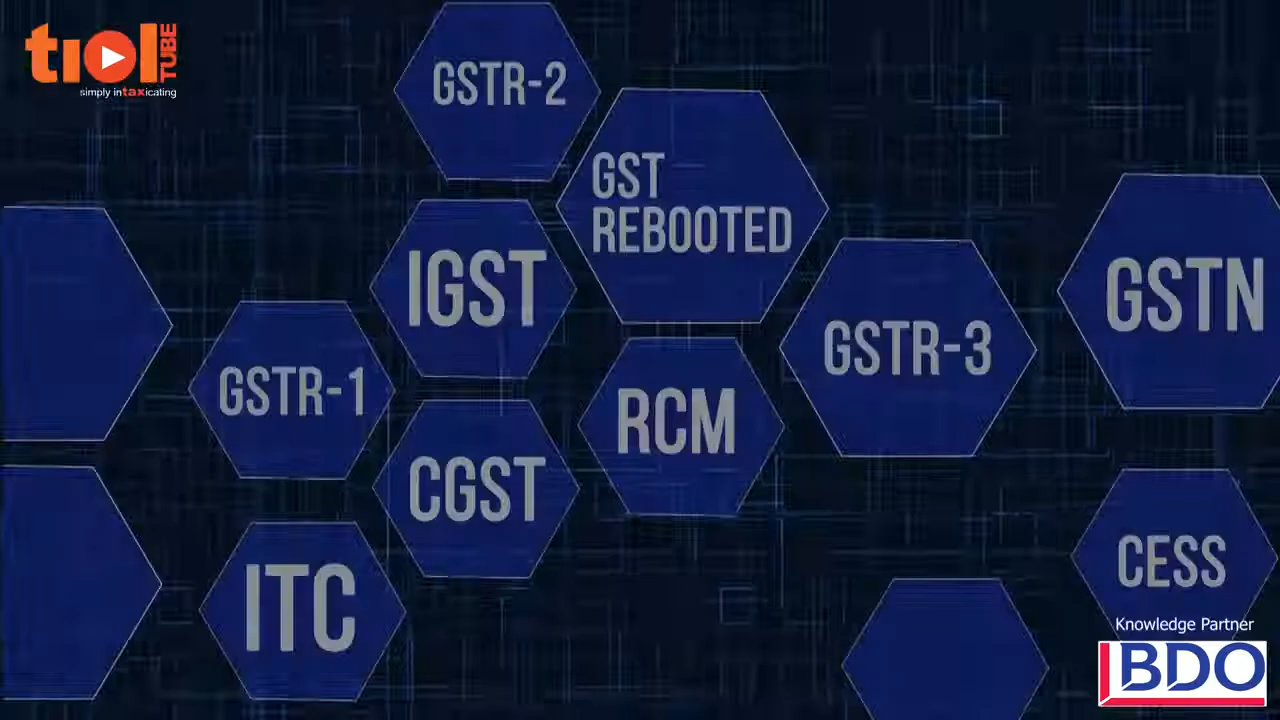 tiol TUBE
simply intaxicating
GSTR-2
GST
REBOOTED
IGST
GSTN
GSTR-1
GSTR-3
RCM
CGST
ITC
CESS
Knowledge Partner
BDO